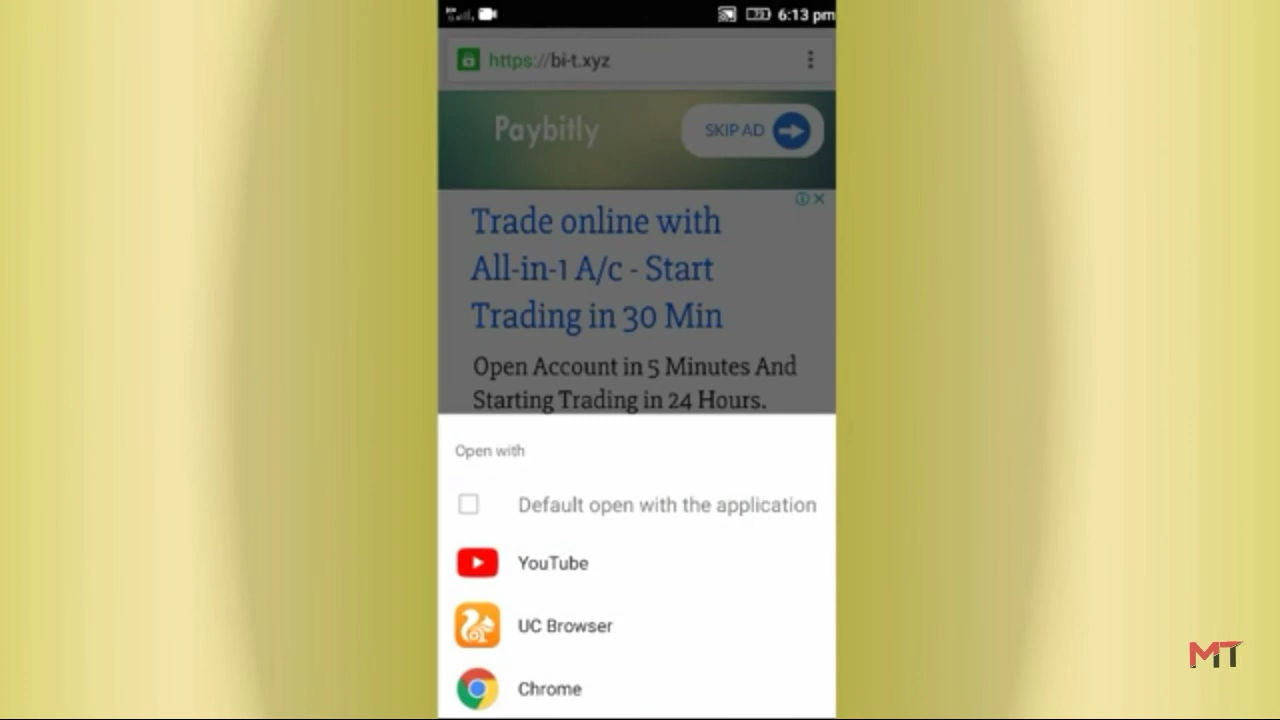 73 6:13 pm
https://bi-t.xyz
Paybitly
SKIP AD
Trade online with
All-in-1 A/c - Start
Trading in 30 Min
Open Account in 5 Minutes And
Starting Trading in 24 Hours.
Open with
Default open with the application
YouTube
UC Browser
Chrome
MT